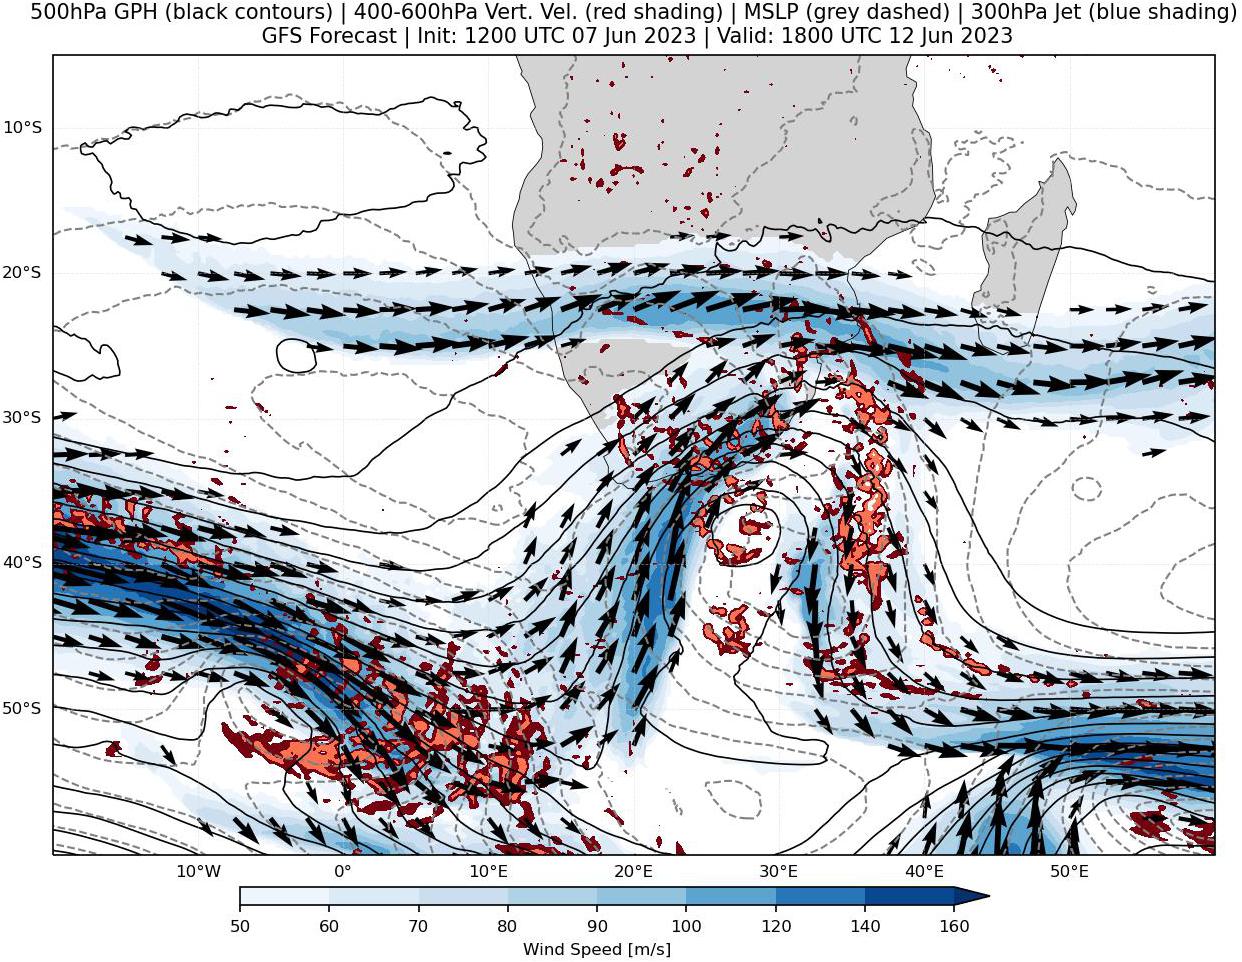 500hPa GPH (black contours) | 400-600hPa Vert. Vel. (red shading) | MSLP (grey dashed) | 300hPa Jet (blue shading)
GFS Forecast | Init: 1200 UTC 07 Jun 2023 | Valid: 1800 UTC 12 Jun 2023
10°S
20°S
30°S
40°S
50°S
10°W 0° 10°E 20°E 30°E 40°E 50°E
50 60 70 80 90 100 120 140 160
Wind Speed [m/s]